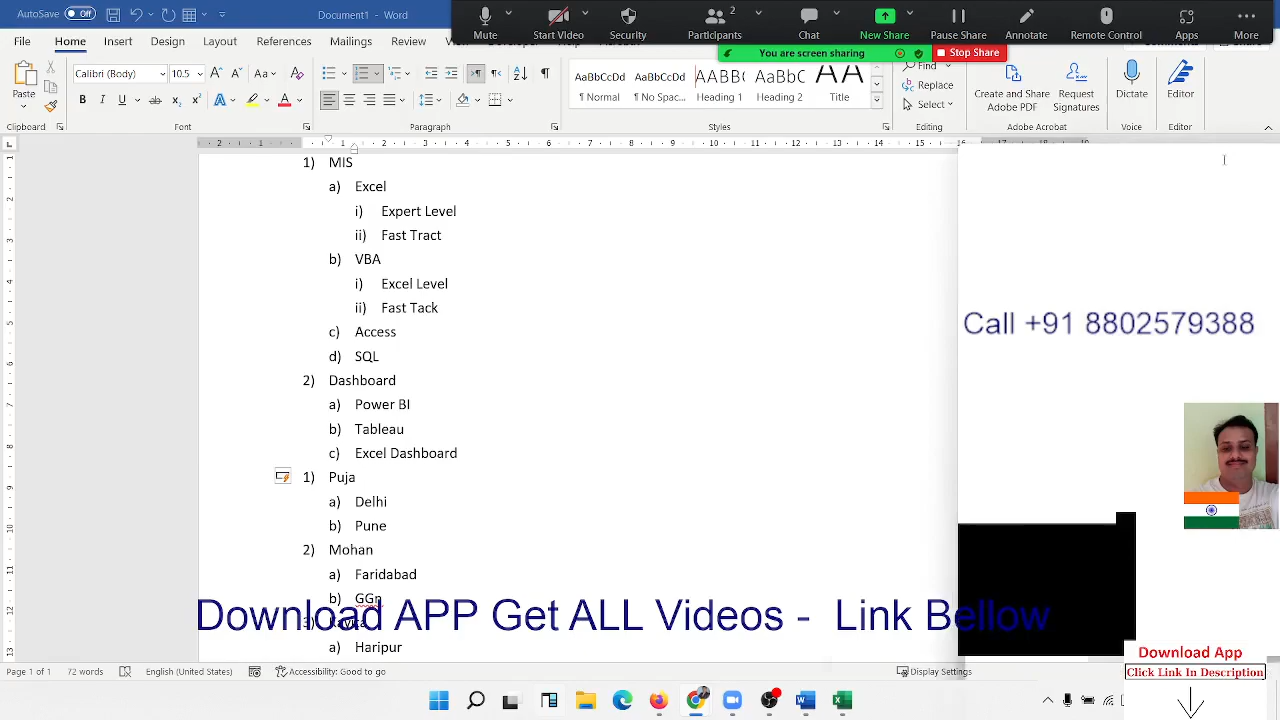 AutoSave Off Document1 - Word
Mute Start Video Security Participants 2 Chat New Share Pause Share Annotate Remote Control Apps More
You are screen sharing Stop Share
File Home Insert Design Layout References Mailings Review
Calibri (Body) 10.5
Paste
AaBbCcDd AaBbCcDd AABBC AaBbC AA
¶ Normal ¶ No Spac... Heading 1 Heading 2 Title
Find
Replace
Select
Create and Share Adobe PDF
Request Signatures
Dictate
Editor
Clipboard Font Paragraph Styles Editing Adobe Acrobat Voice Editor
1) MIS
a) Excel
i) Expert Level
ii) Fast Tract
b) VBA
i) Excel Level
ii) Fast Tack
c) Access
d) SQL
2) Dashboard
a) Power BI
b) Tableau
c) Excel Dashboard
1) Puja
a) Delhi
b) Pune
2) Mohan
a) Faridabad
b) GGn
a) Haripur
Call +91 8802579388
Download APP Get ALL Videos - Link Bellow
Download App
Click Link In Description
Page 1 of 1 72 words English (United States) Accessibility: Good to go Display Settings